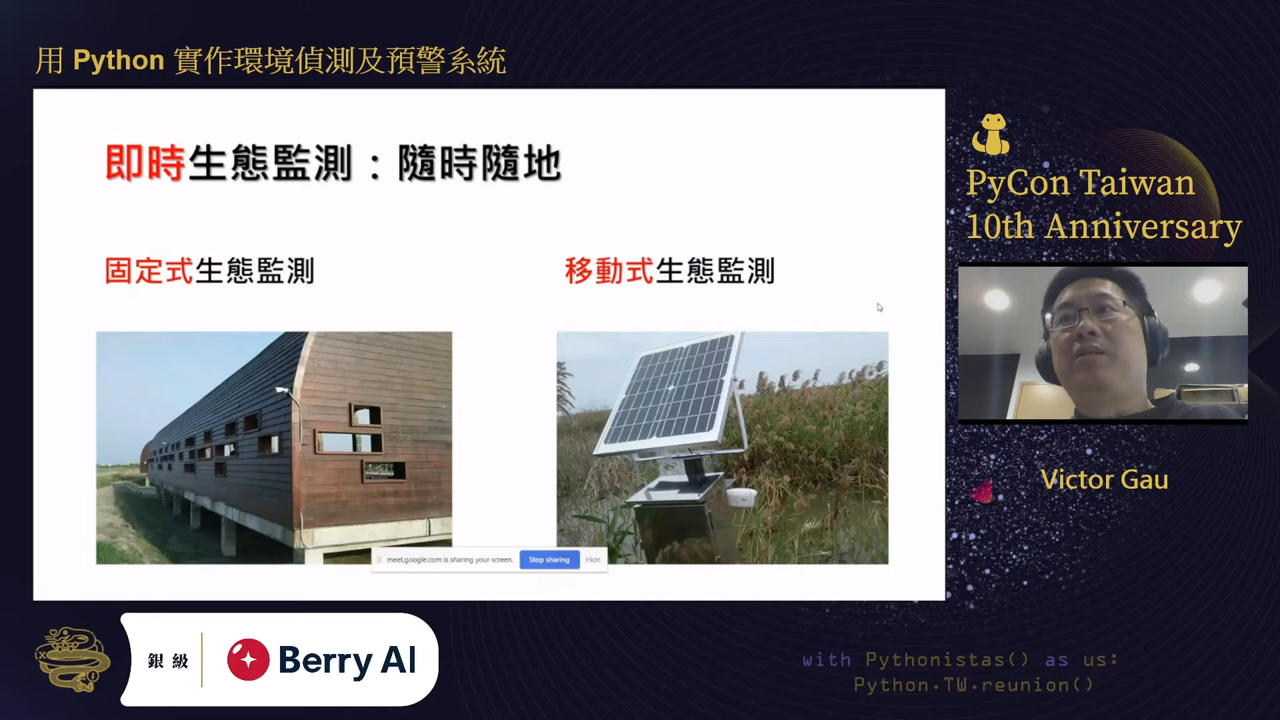 用 Python 實作環境偵測及預警系統
即時生態監測：隨時隨地
固定式生態監測
移動式生態監測
meet.google.com is sharing your screen.
Stop sharing
Hide
PyCon Taiwan
10th Anniversary
Victor Gau
銀級
Berry AI
with Pythonistas() as us:
Python.TW.reunion()